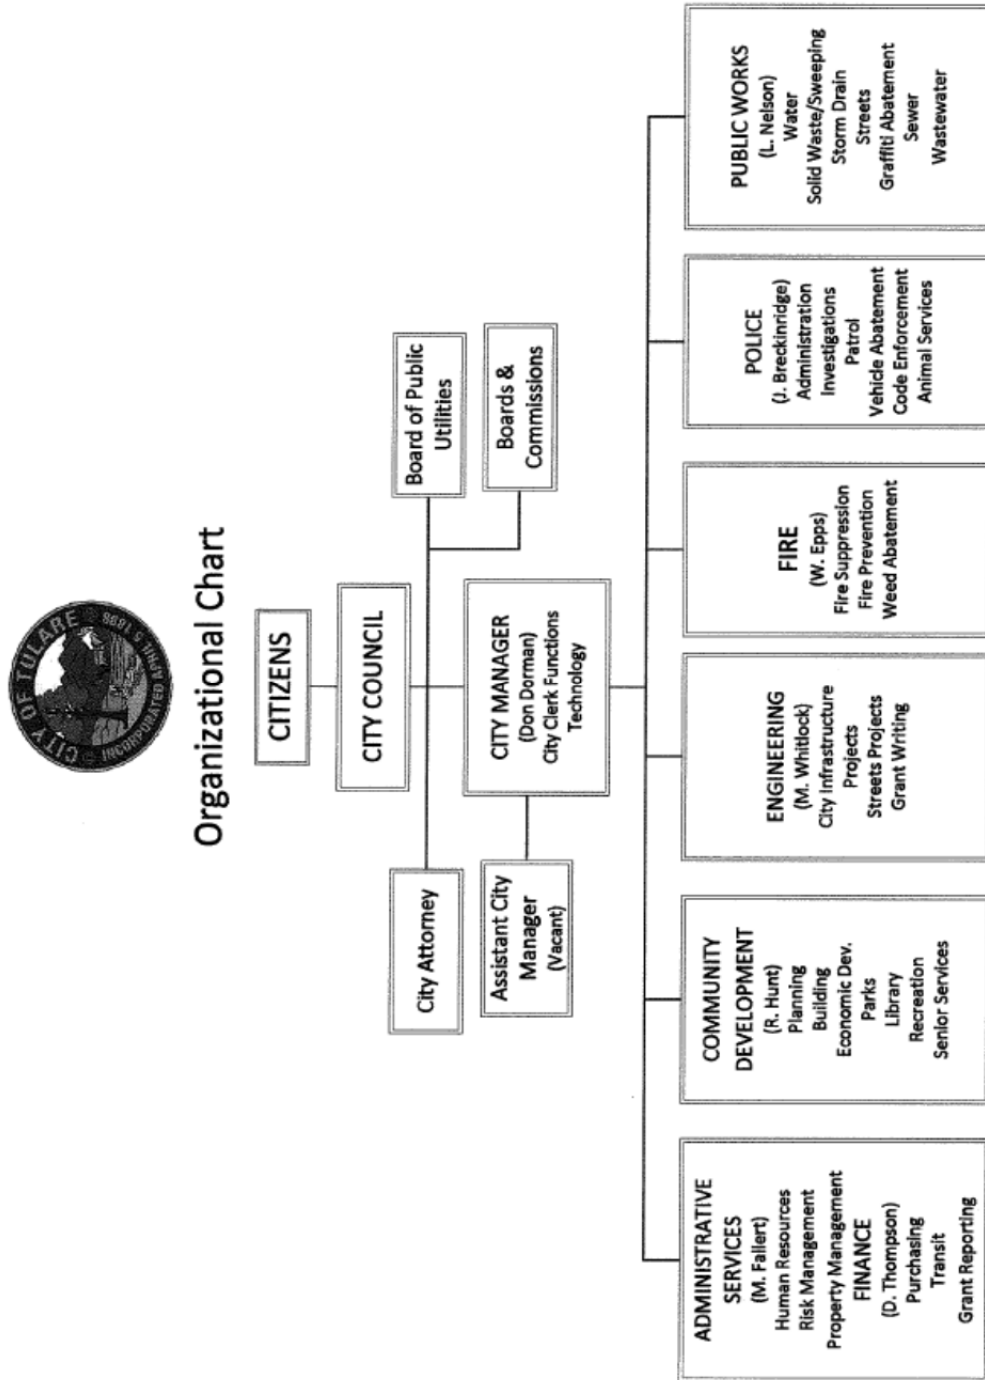 CITY OF TULARE
INCORPORATED APRIL 5 1888
Organizational Chart
CITIZENS
CITY COUNCIL
City Attorney
Board of Public
Utilities
Boards &
Commissions
Assistant City
Manager
(Vacant)
CITY MANAGER
(Don Dorman)
City Clerk Functions
Technology
ADMINISTRATIVE
SERVICES
(M. Fallert)
Human Resources
Risk Management
Property Management
FINANCE
(D. Thompson)
Purchasing
Transit
Grant Reporting
COMMUNITY
DEVELOPMENT
(R. Hunt)
Planning
Building
Economic Dev.
Parks
Library
Recreation
Senior Services
ENGINEERING
(M. Whitlock)
City Infrastructure
Projects
Streets Projects
Grant Writing
FIRE
(W. Epps)
Fire Suppression
Fire Prevention
Weed Abatement
POLICE
(J. Breckinridge)
Administration
Investigations
Patrol
Vehicle Abatement
Code Enforcement
Animal Services
PUBLIC WORKS
(L. Nelson)
Water
Solid Waste/Sweeping
Storm Drain
Streets
Graffiti Abatement
Sewer
Wastewater